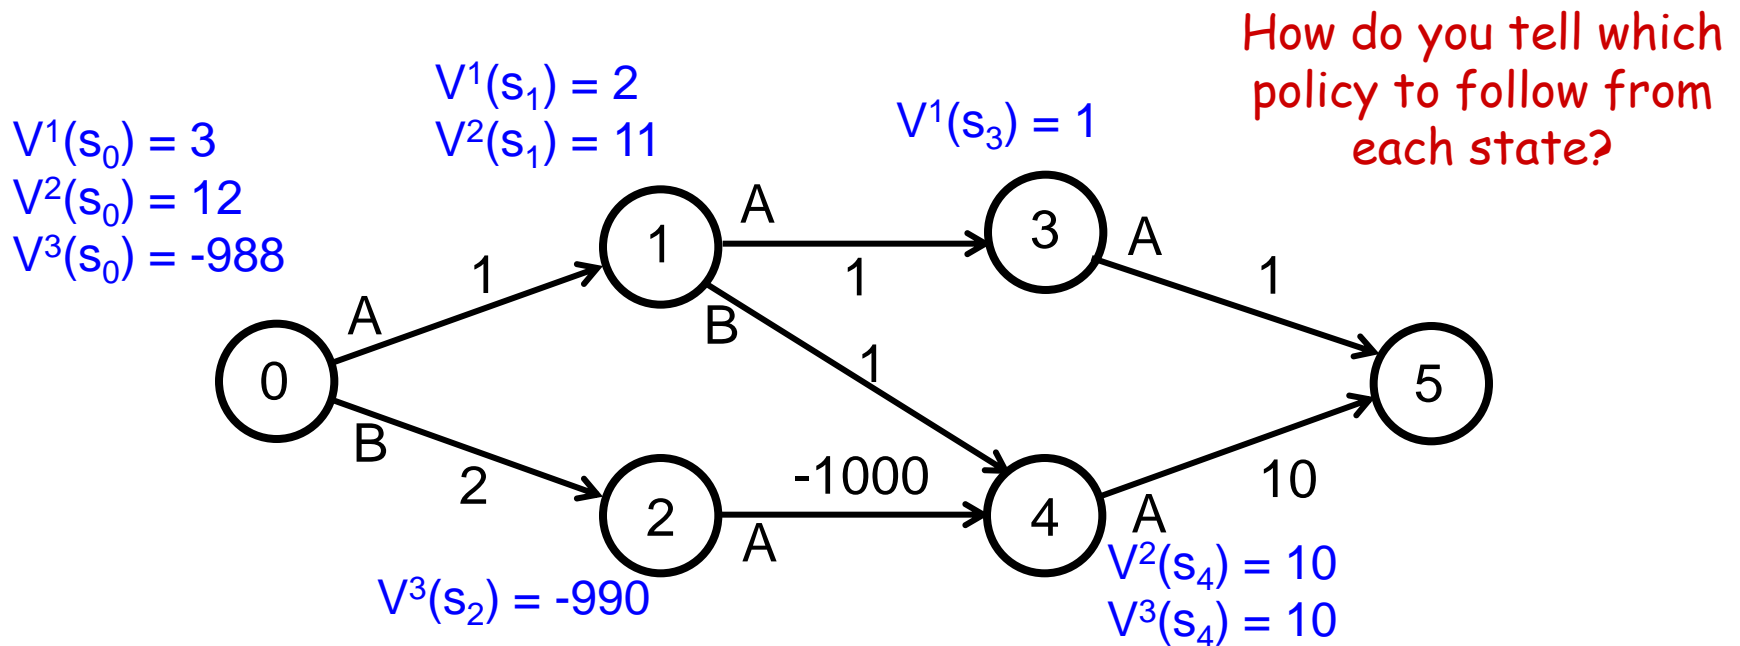 How do you tell which
policy to follow from
each state?
V¹(s₀) = 3
V²(s₀) = 12
V³(s₀) = -988
V¹(s₁) = 2
V²(s₁) = 11
V¹(s₃) = 1
0
A
1
B
2
1
A
1
B
1
3
A
1
2
-1000
A
4
10
A
5
V³(s₂) = -990
V²(s₄) = 10
V³(s₄) = 10